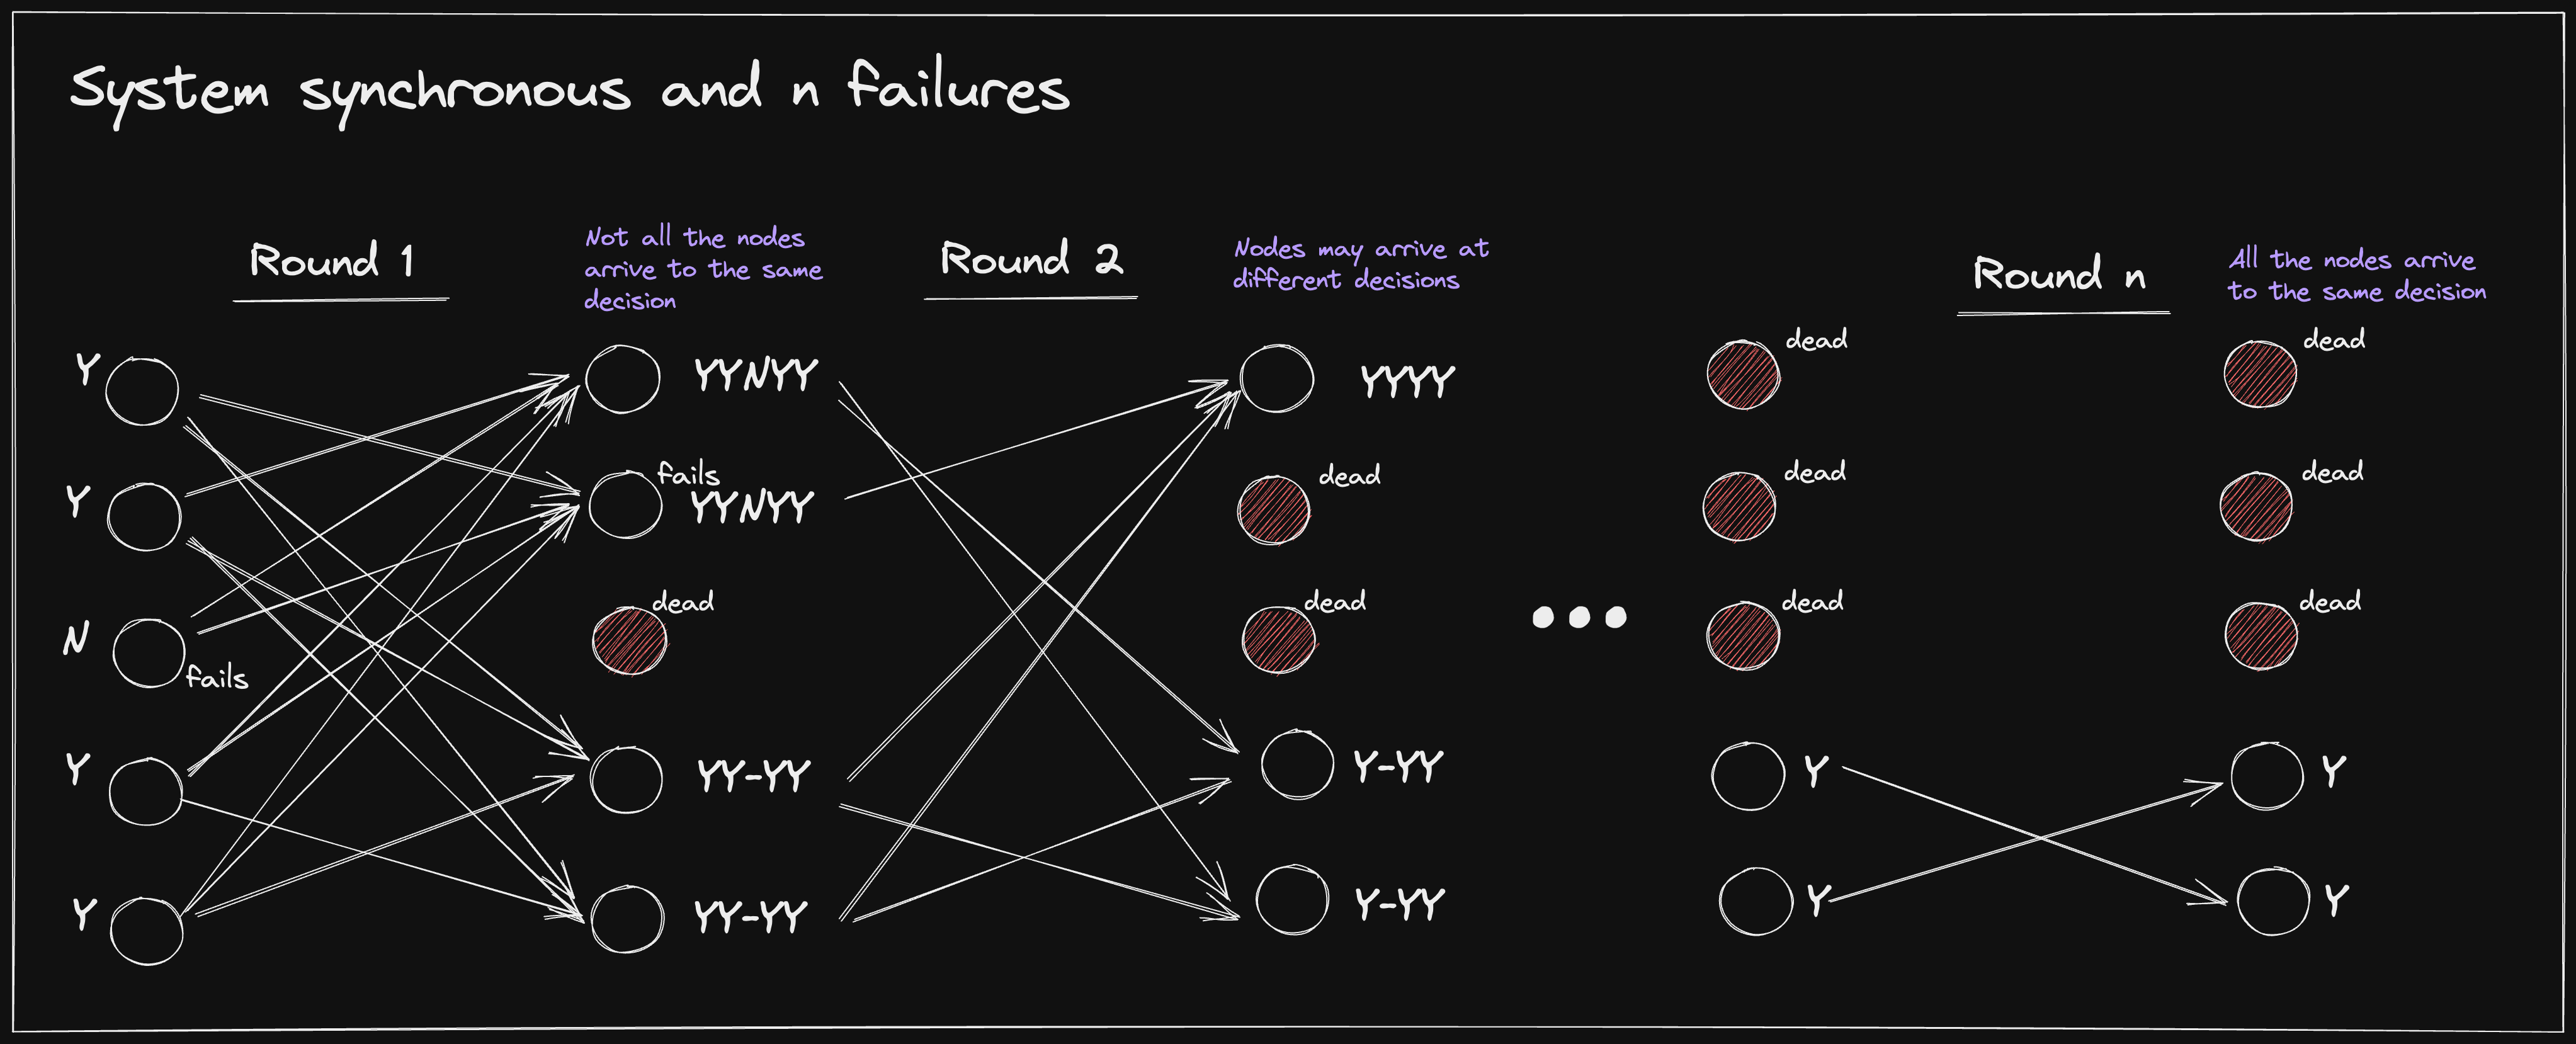 System synchronous and n failures
Round 1
Not all the nodes
arrive to the same
decision
Round 2
Nodes may arrive at
different decisions
Round n
All the nodes arrive
to the same decision
Y
YYNYY
YYYY
dead
dead
Y
fails
YYNYY
dead
dead
dead
N
fails
dead
dead
dead
dead
Y
YY-YY
Y-YY
Y
Y
Y
YY-YY
Y-YY
Y
Y